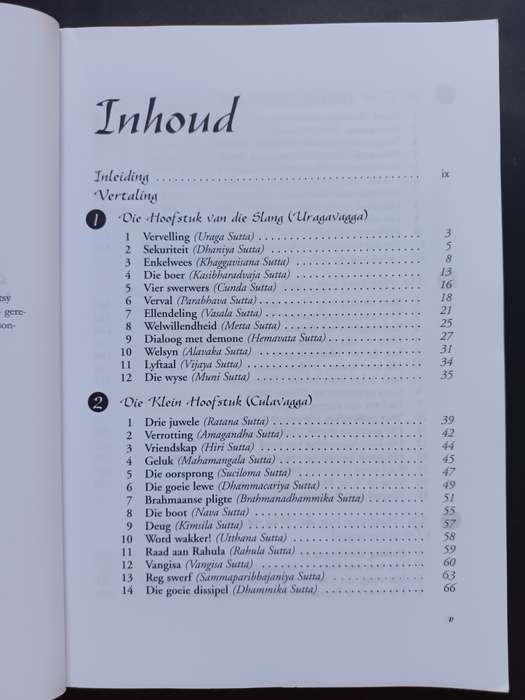 tsy
gere-
son-
Inhoud
Inleiding ix
Vertaling
1 Die Hoofstuk van die Slang (Uragavagga)
1 Vervelling (Uraga Sutta) 3
2 Sekuriteit (Dhaniya Sutta) 5
3 Enkelwees (Khaggavisana Sutta) 8
4 Die boer (Kasibharadvaja Sutta) 13
5 Vier swerwers (Cunda Sutta) 16
6 Verval (Parabhava Sutta) 18
7 Ellendeling (Vasala Sutta) 21
8 Welwillendheid (Metta Sutta) 25
9 Dialoog met demone (Hemavata Sutta) 27
10 Welsyn (Alavaka Sutta) 31
11 Lyftaal (Vijaya Sutta) 34
12 Die wyse (Muni Sutta) 35
2 Die Klein Hoofstuk (Culavagga)
1 Drie juwele (Ratana Sutta) 39
2 Verrotting (Amagandha Sutta) 42
3 Vriendskap (Hiri Sutta) 44
4 Geluk (Mahamangala Sutta) 45
5 Die oorsprong (Suciloma Sutta) 47
6 Die goeie lewe (Dhammacariya Sutta) 49
7 Brahmaanse pligte (Brahmanadhammika Sutta) 51
8 Die boot (Nava Sutta) 55
9 Deug (Kimsila Sutta) 57
10 Word wakker! (Utthana Sutta) 58
11 Raad aan Rahula (Rahula Sutta) 59
12 Vangisa (Vangisa Sutta) 60
13 Reg swerf (Sammaparibbajaniya Sutta) 63
14 Die goeie dissipel (Dhammika Sutta) 66
v